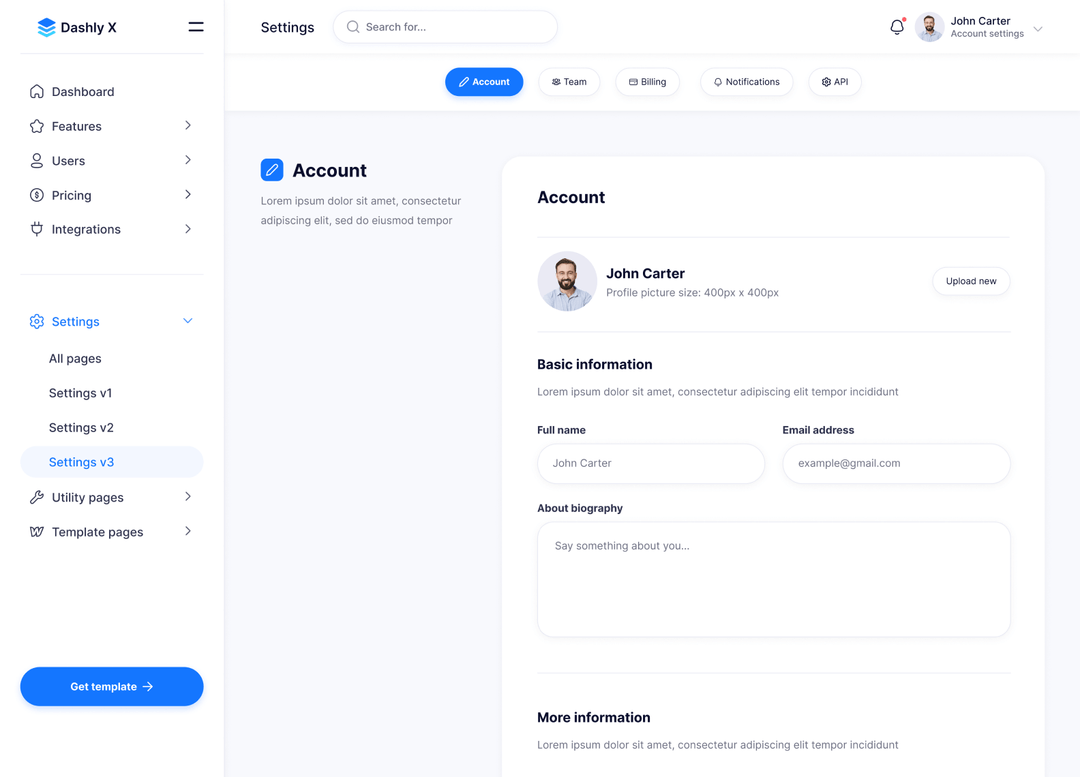 Dashly X
Dashboard
Features
Users
Pricing
Integrations
Settings
All pages
Settings v1
Settings v2
Settings v3
Utility pages
Template pages
Get template
Settings
Search for...
John Carter
Account settings
Account
Team
Billing
Notifications
API
Account
Lorem ipsum dolor sit amet, consectetur
adipiscing elit, sed do eiusmod tempor
Account
John Carter
Profile picture size: 400px x 400px
Upload new
Basic information
Lorem ipsum dolor sit amet, consectetur adipiscing elit tempor incididunt
Full name
Email address
John Carter
example@gmail.com
About biography
Say something about you...
More information
Lorem ipsum dolor sit amet, consectetur adipiscing elit tempor incididunt